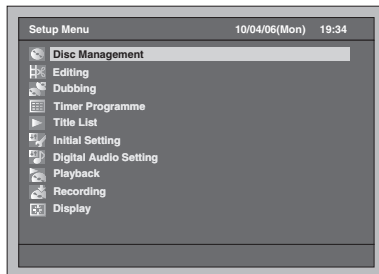 Setup Menu 10/04/06(Mon) 19:34
Disc Management
Editing
Dubbing
Timer Programme
Title List
Initial Setting
Digital Audio Setting
Playback
Recording
Display